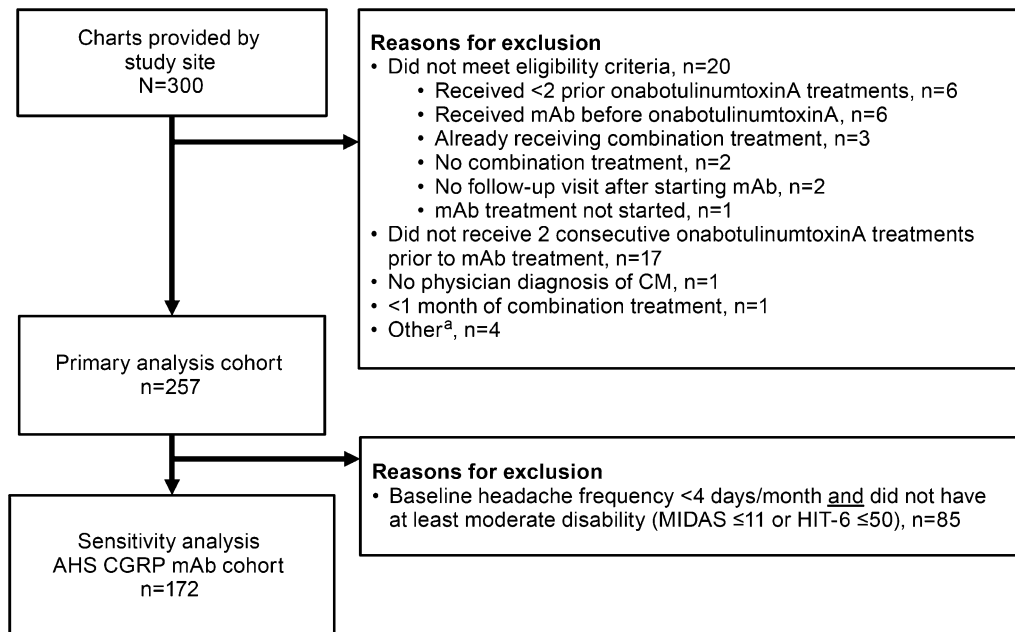 Charts provided by
study site
N=300
Reasons for exclusion
• Did not meet eligibility criteria, n=20
• Received <2 prior onabotulinumtoxinA treatments, n=6
• Received mAb before onabotulinumtoxinA, n=6
• Already receiving combination treatment, n=3
• No combination treatment, n=2
• No follow-up visit after starting mAb, n=2
• mAb treatment not started, n=1
• Did not receive 2 consecutive onabotulinumtoxinA treatments
prior to mAb treatment, n=17
• No physician diagnosis of CM, n=1
• <1 month of combination treatment, n=1
• Otherᵃ, n=4
Primary analysis cohort
n=257
Reasons for exclusion
• Baseline headache frequency <4 days/month and did not have
at least moderate disability (MIDAS ≤11 or HIT-6 ≤50), n=85
Sensitivity analysis
AHS CGRP mAb cohort
n=172